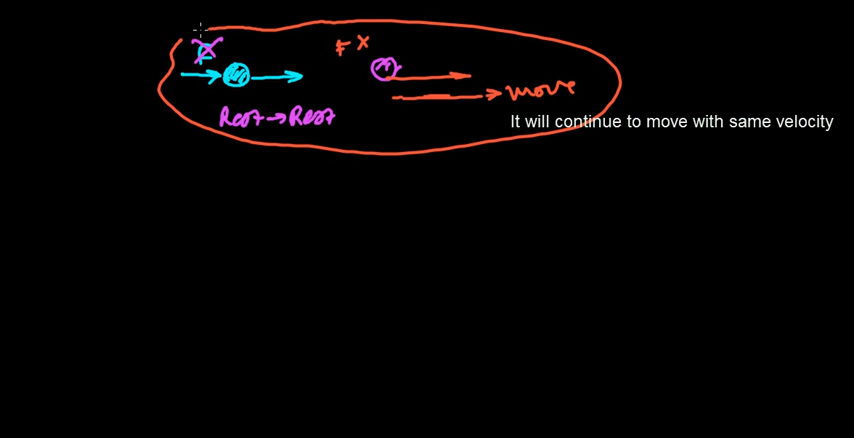 F
F X
m
move
Rest → Rest
It will continue to move with same velocity